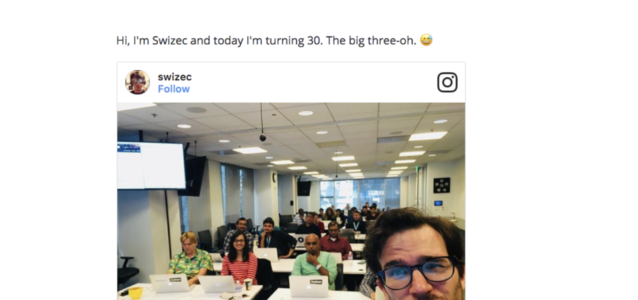 Hi, I'm Swizec and today I'm turning 30. The big three-oh. 😅
swizec
Follow